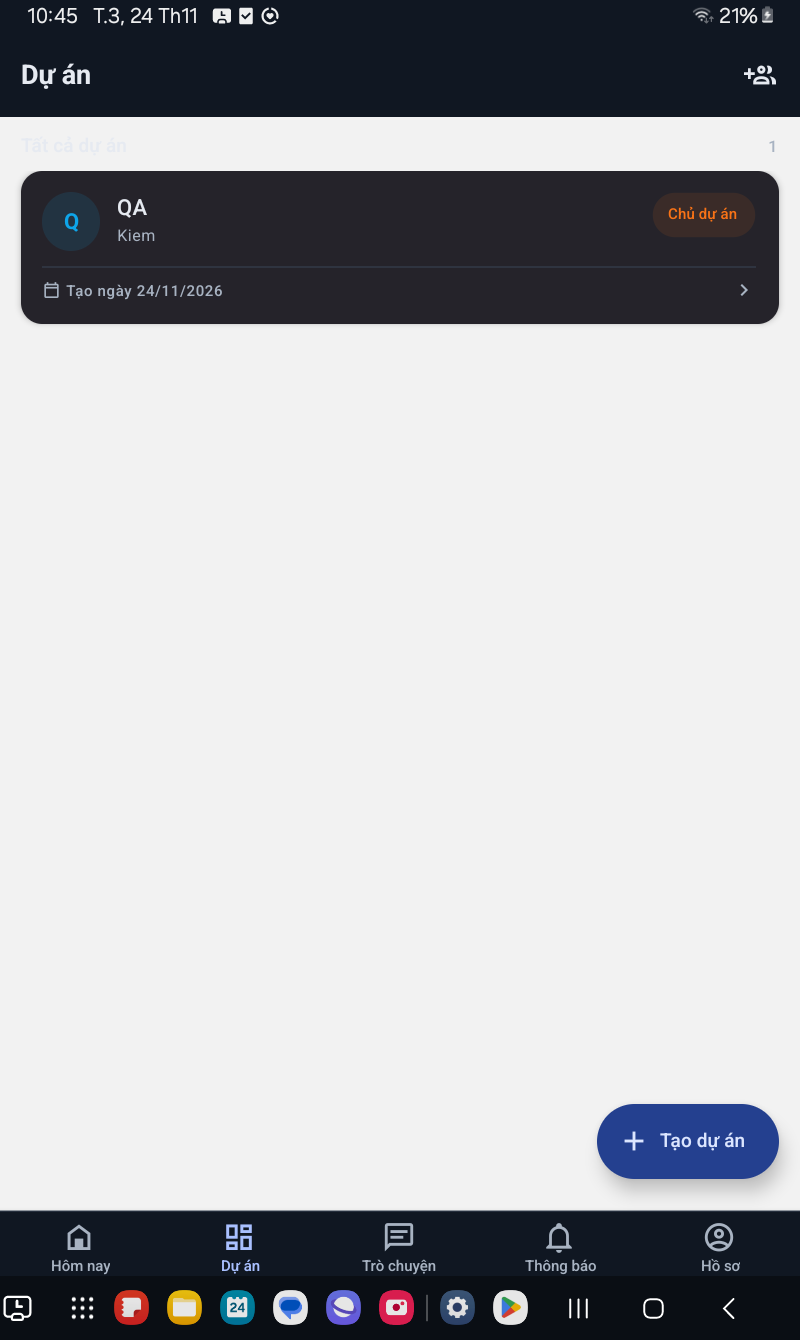 10:45 T.3, 24 Th11 21%
Dự án
Tất cả dự án 1
Q
QA
Kiem
Chủ dự án
Tạo ngày 24/11/2026
Tạo dự án
Hôm nay Dự án Trò chuyện Thông báo Hồ sơ
24